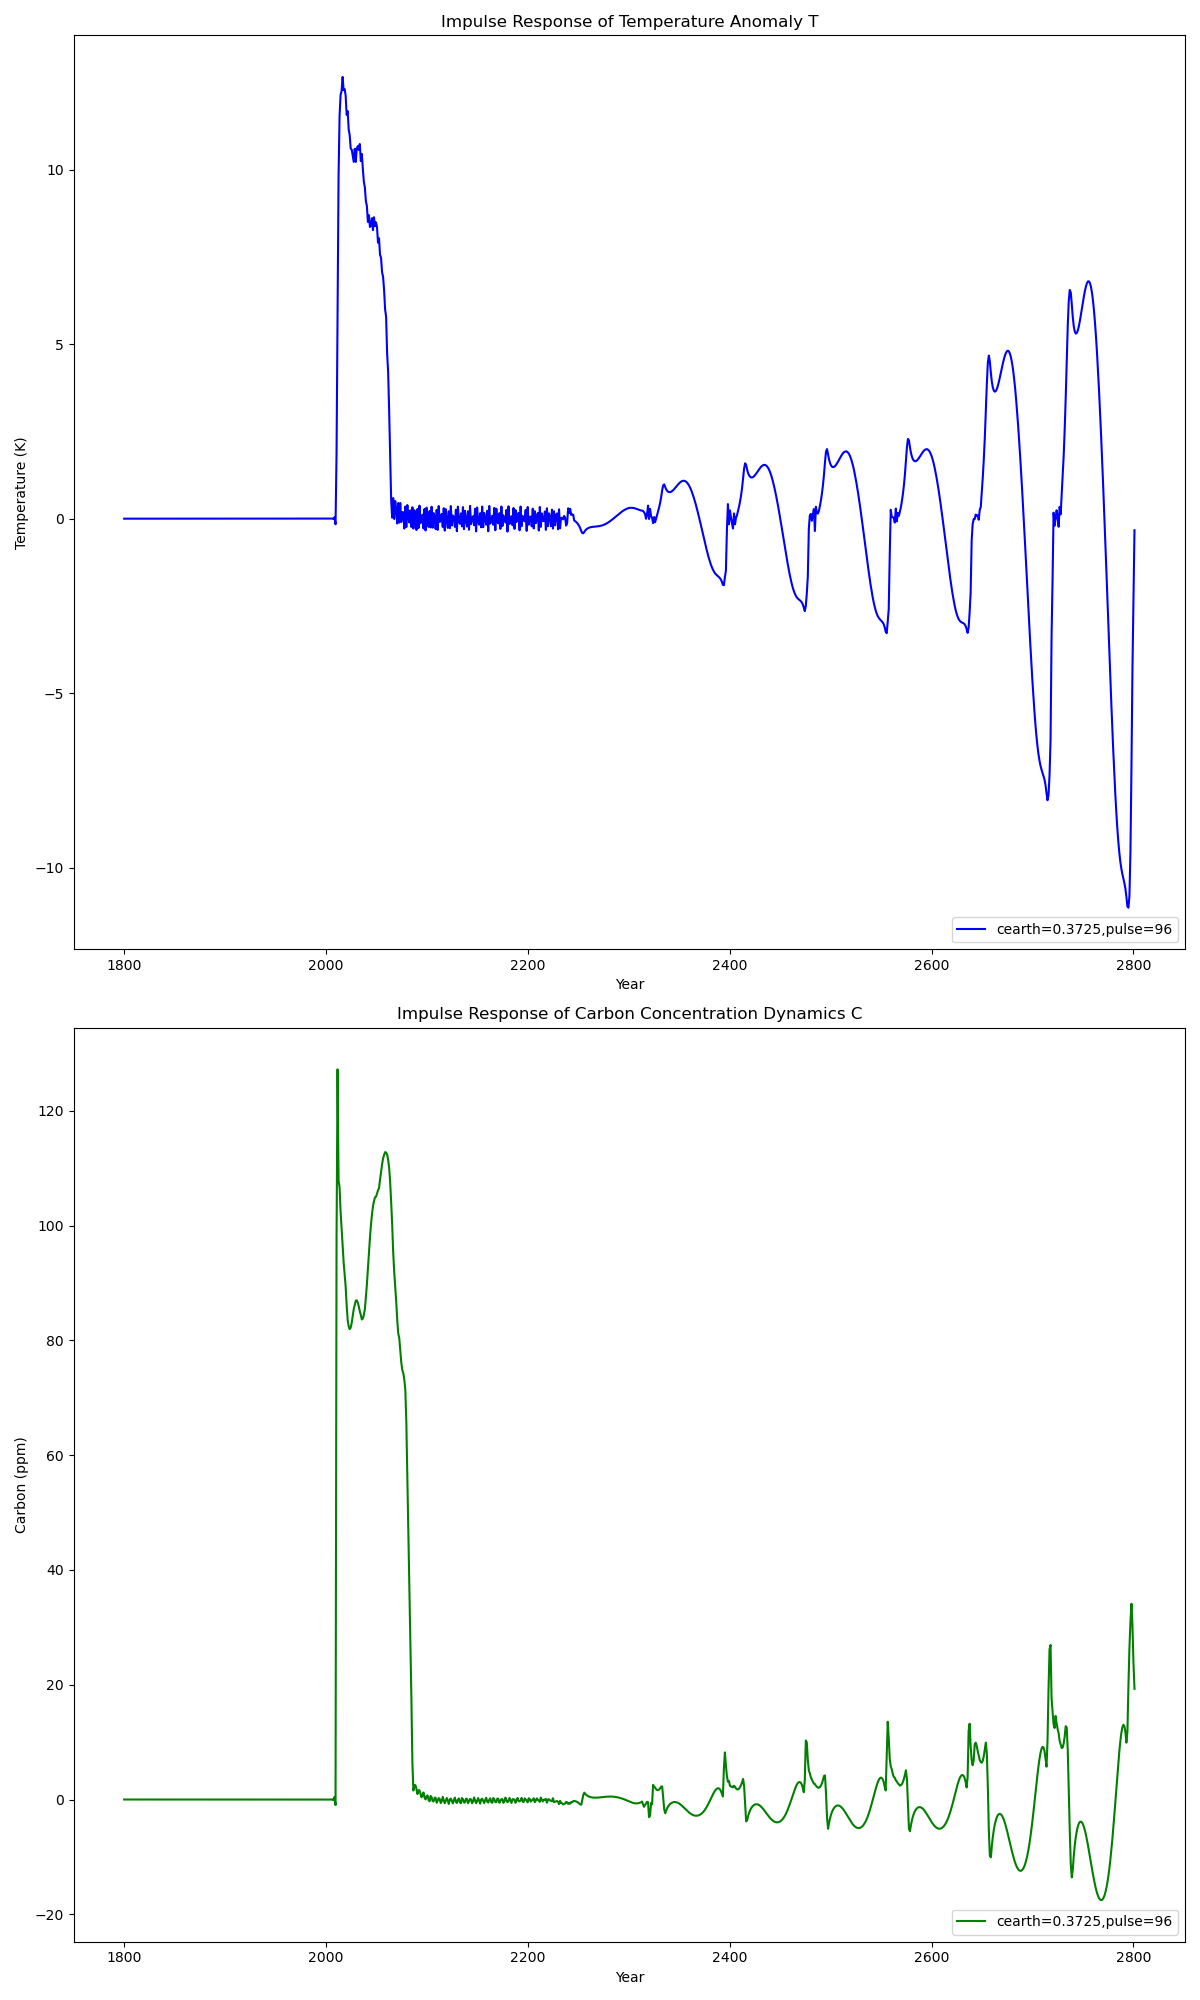 Impulse Response of Temperature Anomaly T
10
5
0
−5
−10
Temperature (K)
cearth=0.3725,pulse=96
1800 2000 2200 2400 2600 2800
Year
Impulse Response of Carbon Concentration Dynamics C
120
100
80
60
40
20
0
−20
Carbon (ppm)
cearth=0.3725,pulse=96
1800 2000 2200 2400 2600 2800
Year